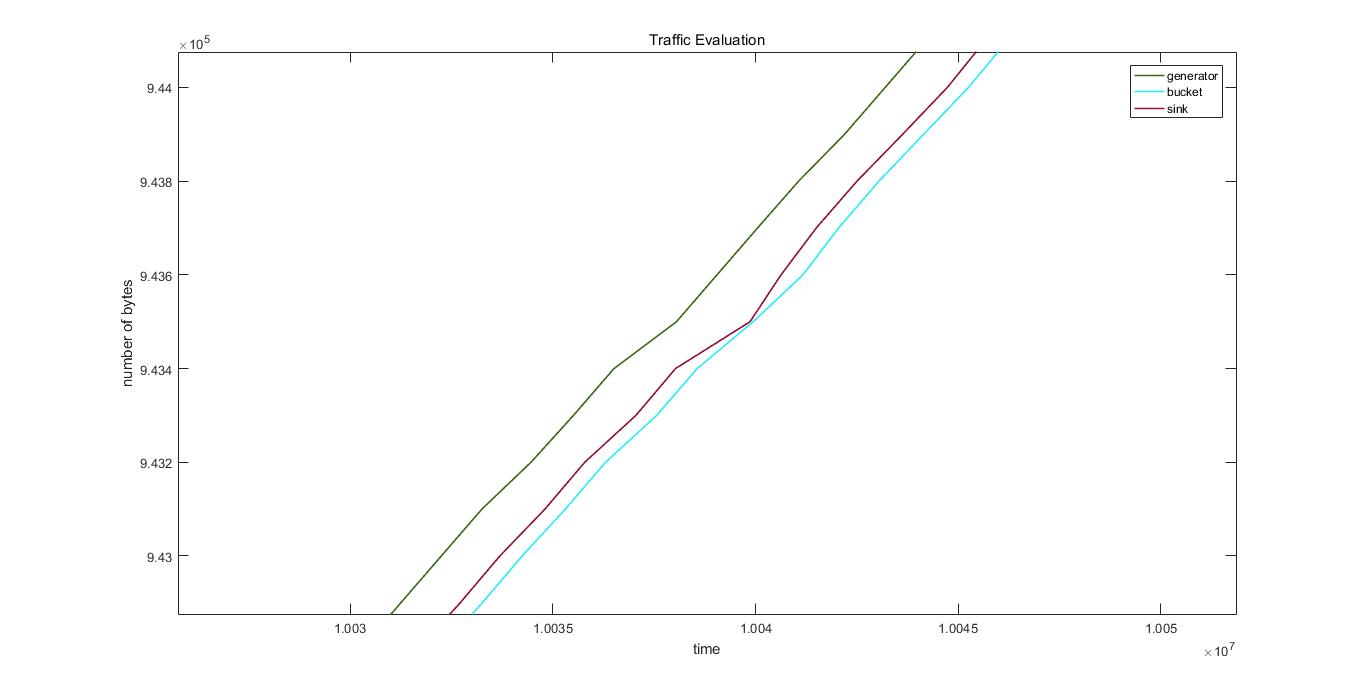 Traffic Evaluation
×10^5
generator
bucket
sink
9.44
9.438
9.436
9.434
9.432
9.43
number of bytes
1.003
1.0035
1.004
1.0045
1.005
time
×10^7